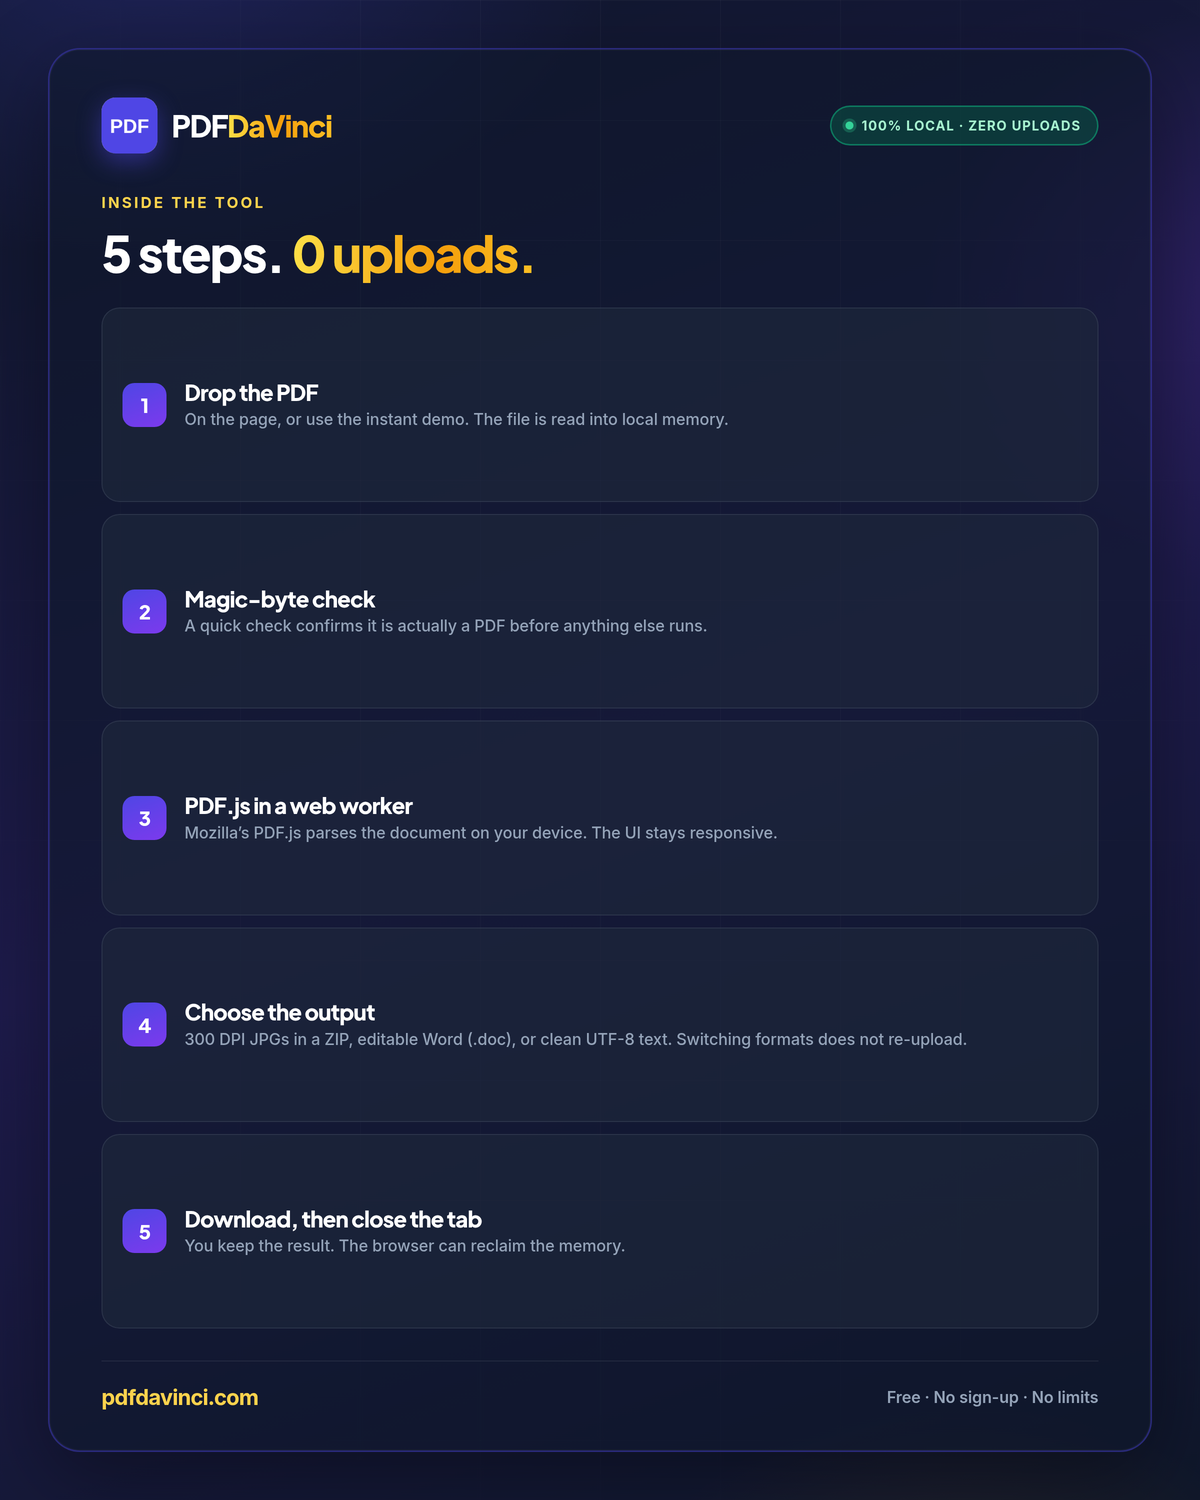 PDF
PDFDaVinci
100% LOCAL · ZERO UPLOADS
INSIDE THE TOOL
5 steps. 0 uploads.
1
Drop the PDF
On the page, or use the instant demo. The file is read into local memory.
2
Magic-byte check
A quick check confirms it is actually a PDF before anything else runs.
3
PDF.js in a web worker
Mozilla’s PDF.js parses the document on your device. The UI stays responsive.
4
Choose the output
300 DPI JPGs in a ZIP, editable Word (.doc), or clean UTF-8 text. Switching formats does not re-upload.
5
Download, then close the tab
You keep the result. The browser can reclaim the memory.
pdfdavinci.com
Free · No sign-up · No limits